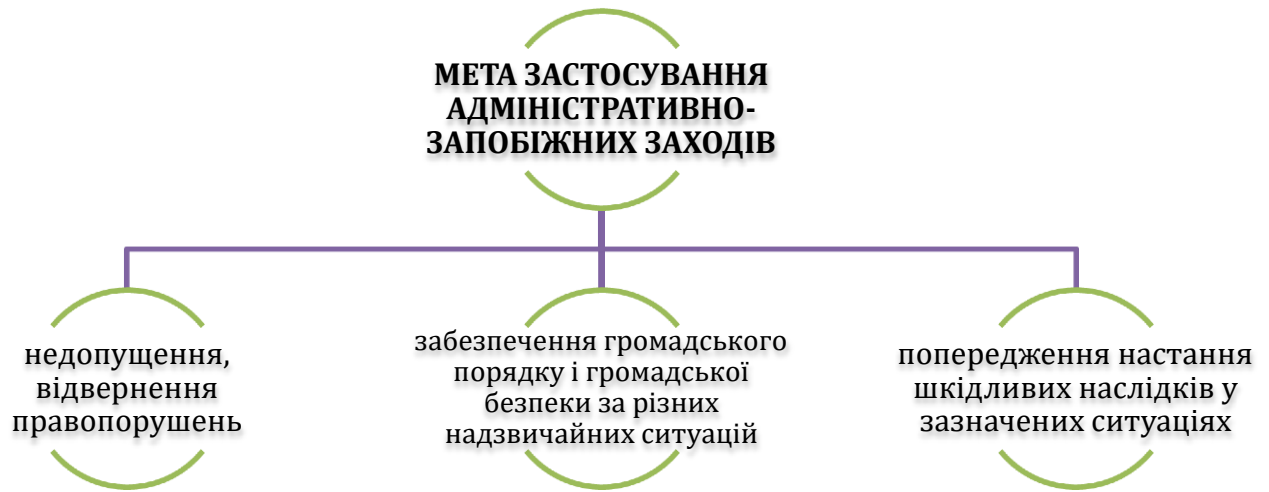 МЕТА ЗАСТОСУВАННЯ
АДМІНІСТРАТИВНО-
ЗАПОБІЖНИХ ЗАХОДІВ
недопущення,
відвернення
правопорушень
забезпечення громадського
порядку і громадської
безпеки за різних
надзвичайних ситуацій
попередження настання
шкідливих наслідків у
зазначених ситуаціях